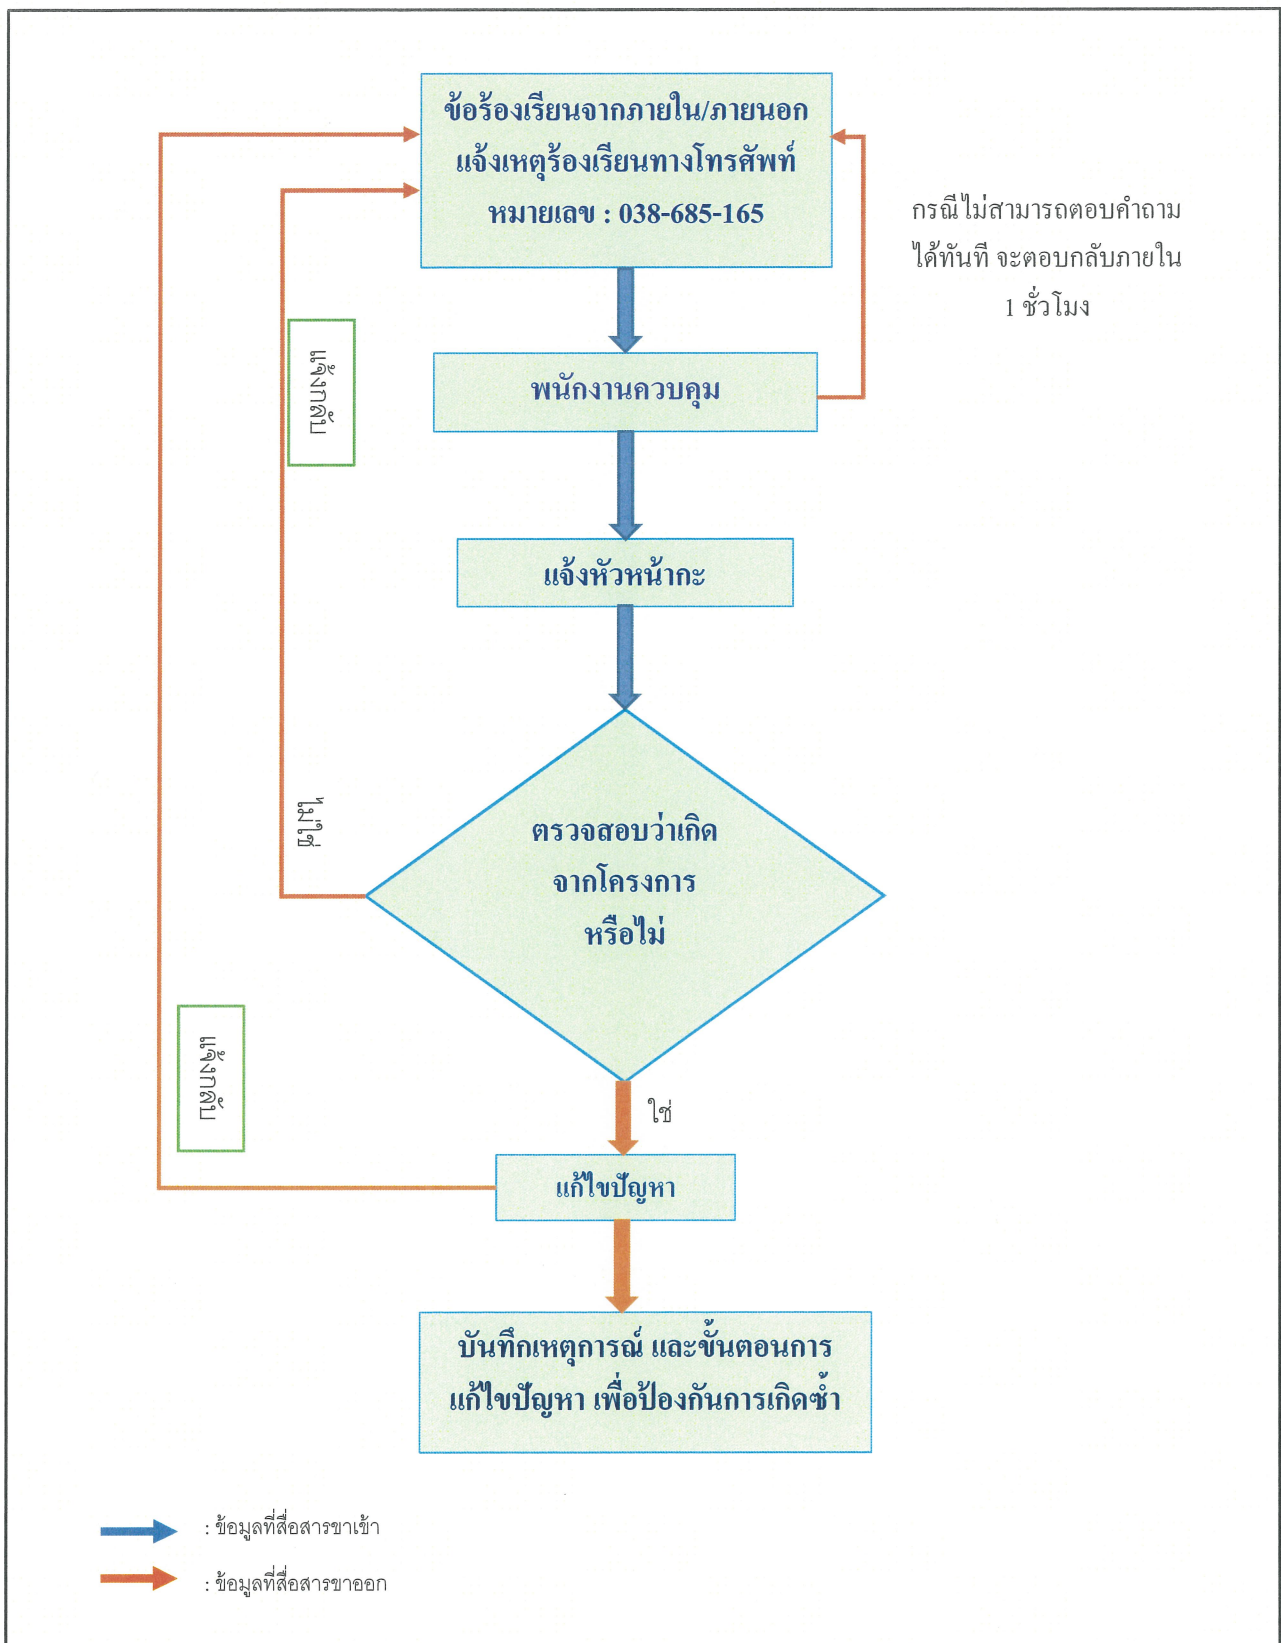 ข้อร้องเรียนจากภายใน/ภายนอก
แจ้งเหตุร้องเรียนทางโทรศัพท์
หมายเลข : 038-685-165
กรณีไม่สามารถตอบคำถาม
ได้ทันที จะตอบกลับภายใน
1 ชั่วโมง
แจ้งกลับ
พนักงานควบคุม
แจ้งหัวหน้ากะ
ไม่ใช่
ตรวจสอบว่าเกิด
จากโครงการ
หรือไม่
แจ้งกลับ
ใช่
แก้ไขปัญหา
บันทึกเหตุการณ์ และขั้นตอนการ
แก้ไขปัญหา เพื่อป้องกันการเกิดซ้ำ
: ข้อมูลที่สื่อสารขาเข้า
: ข้อมูลที่สื่อสารขาออก